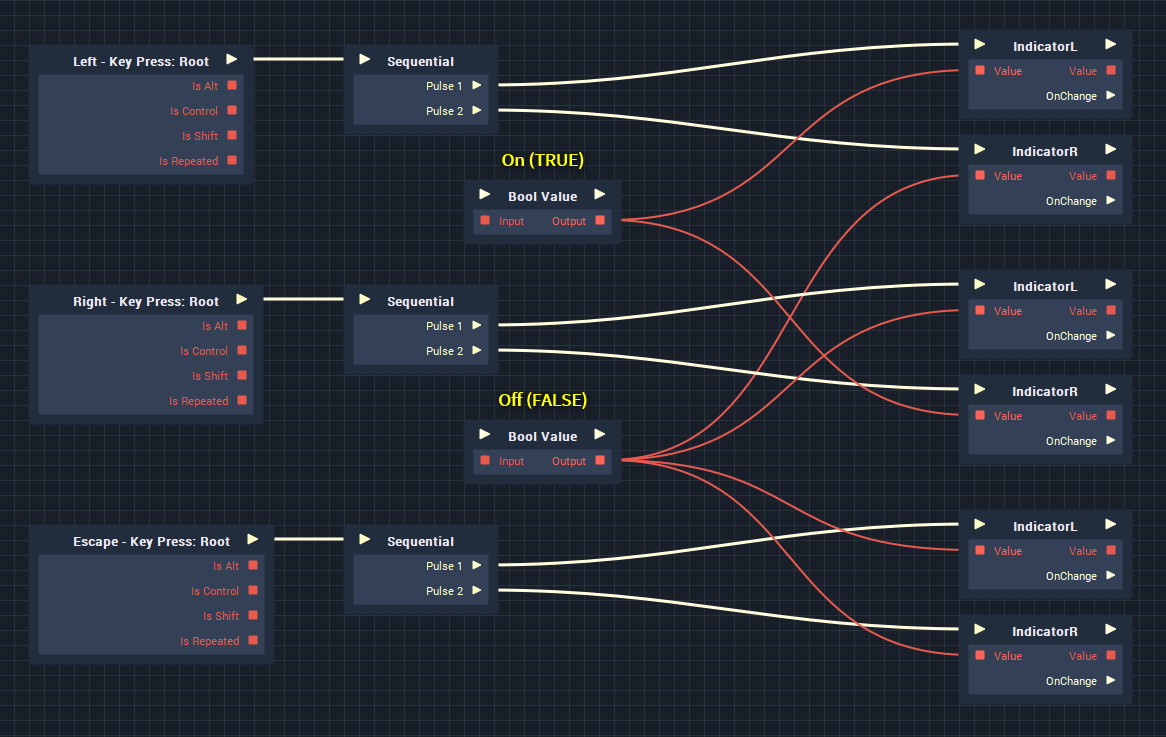 Left - Key Press: Root
Is Alt
Is Control
Is Shift
Is Repeated
Sequential
Pulse 1
Pulse 2
IndicatorL
Value Value
OnChange
IndicatorR
Value Value
OnChange
On (TRUE)
Bool Value
Input Output
Right - Key Press: Root
Is Alt
Is Control
Is Shift
Is Repeated
Sequential
Pulse 1
Pulse 2
IndicatorL
Value Value
OnChange
IndicatorR
Value Value
OnChange
Off (FALSE)
Bool Value
Input Output
Escape - Key Press: Root
Is Alt
Is Control
Is Shift
Is Repeated
Sequential
Pulse 1
Pulse 2
IndicatorL
Value Value
OnChange
IndicatorR
Value Value
OnChange